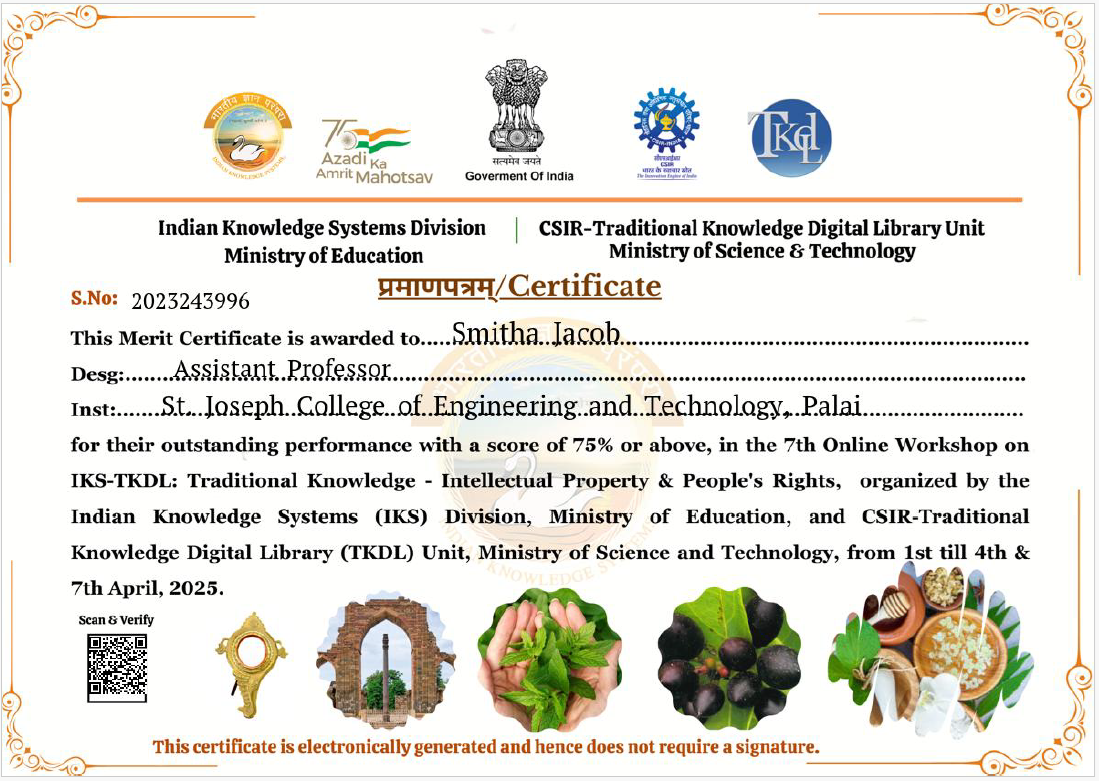 भारतीय ज्ञान परंपरा
INDIAN KNOWLEDGE SYSTEMS
75
Azadi Ka
Amrit Mahotsav
सत्यमेव जयते
Goverment Of India
CSIR-INDIA
सीएसआईआर
CSIR
भारत का नवाचार इंजन
The Innovation Engine of India
TKDL
Indian Knowledge Systems Division
Ministry of Education
CSIR-Traditional Knowledge Digital Library Unit
Ministry of Science & Technology
प्रमाणपत्रम्/Certificate
S.No: 2023243996
This Merit Certificate is awarded to.....Smitha Jacob
Desg:.........Assistant Professor
Inst:.......St. Joseph College of Engineering and Technology, Palai
for their outstanding performance with a score of 75% or above, in the 7th Online Workshop on
IKS-TKDL: Traditional Knowledge - Intellectual Property & People's Rights, organized by the
Indian Knowledge Systems (IKS) Division, Ministry of Education, and CSIR-Traditional
Knowledge Digital Library (TKDL) Unit, Ministry of Science and Technology, from 1st till 4th &
7th April, 2025.
Scan & Verify
This certificate is electronically generated and hence does not require a signature.